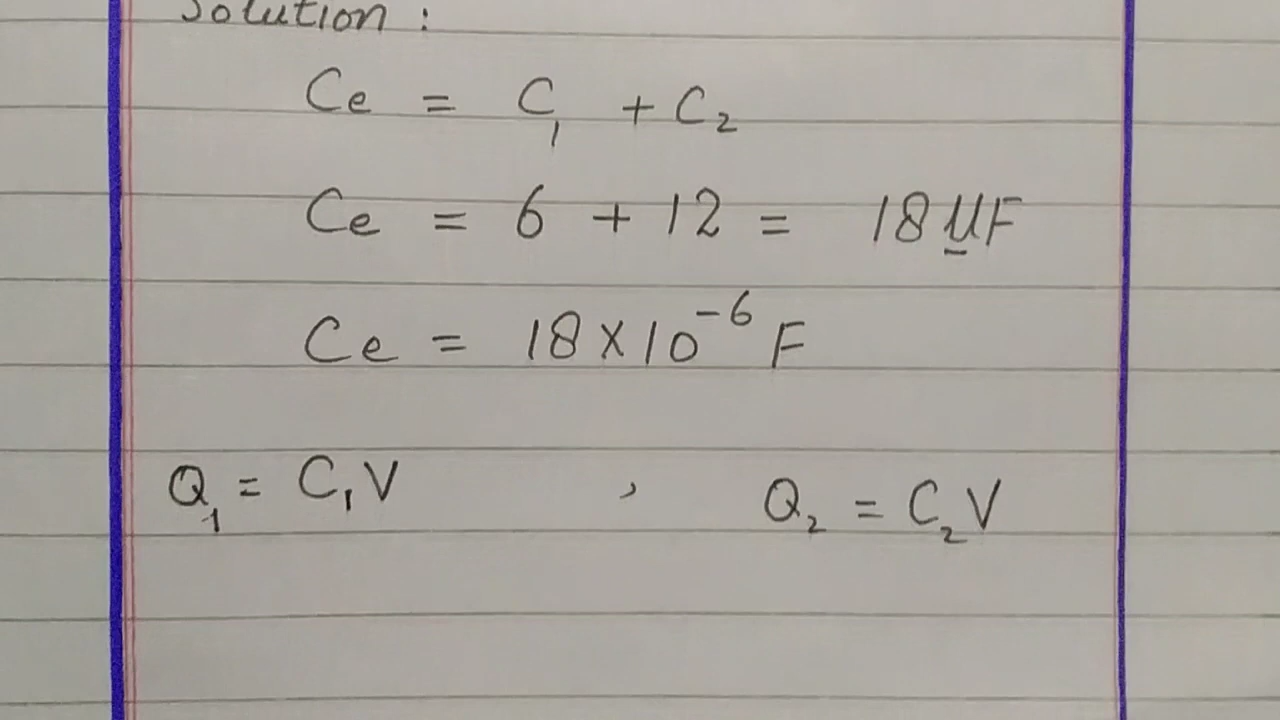 Solution :
Ce = C₁ + C₂
Ce = 6 + 12 = 18 μF
Ce = 18 × 10⁻⁶ F
Q₁ = C₁V , Q₂ = C₂V